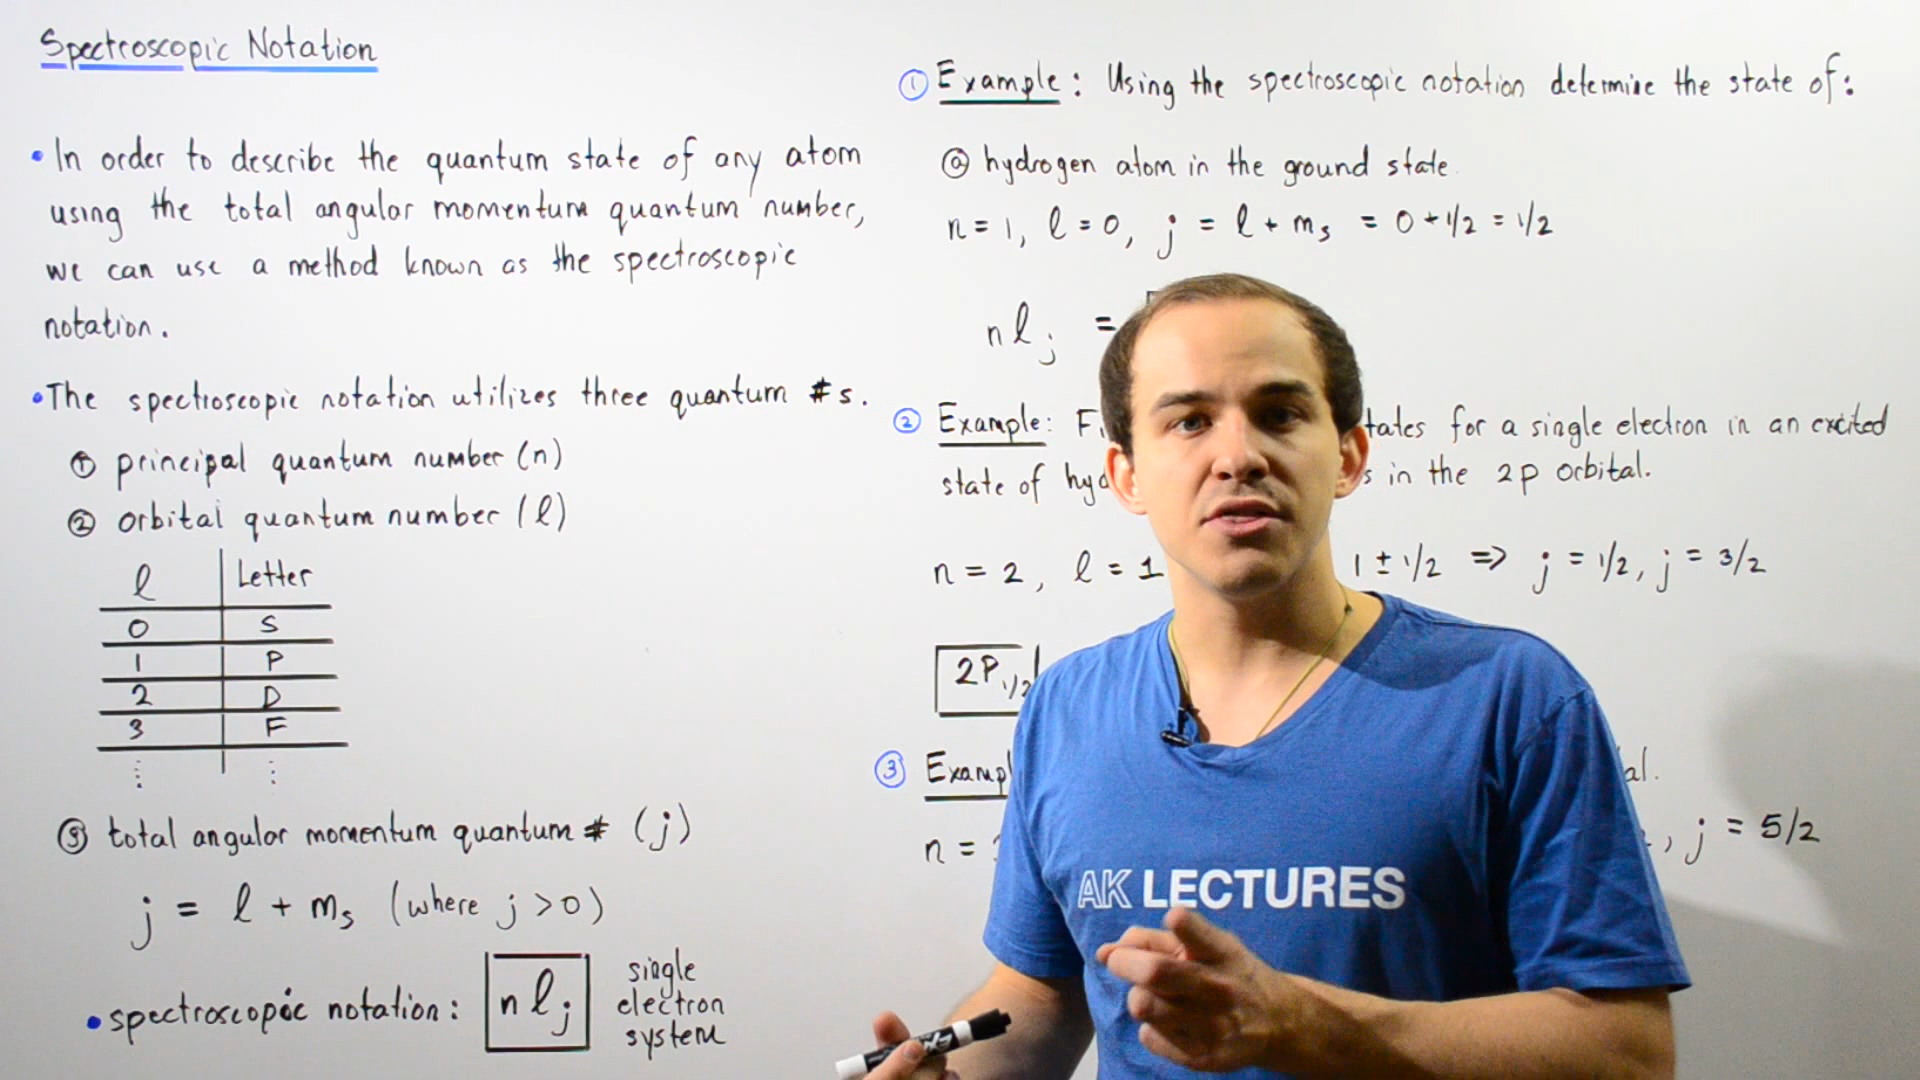 Spectroscopic Notation
• In order to describe the quantum state of any atom
using the total angular momentum quantum number,
we can use a method known as the spectroscopic
notation.
• The spectroscopic notation utilizes three quantum #s.
① principal quantum number (n)
② orbital quantum number (l)
l Letter
0 S
1 P
2 D
3 F
⋮ ⋮
③ total angular momentum quantum # (j)
j = l + ms (where j > 0)
• spectroscopic notation: n l j
single
electron
system
① Example: Using the spectroscopic notation determine the state of:
ⓐ hydrogen atom in the ground state.
n = 1, l = 0, j = l + ms = 0 + 1/2 = 1/2
n l j =
② Example: tates for a single electron in an excited
state of s in the 2p orbital.
n = 2, l = 1 1 ± 1/2 => j = 1/2, j = 3/2
2P 1/2
③ Exampl al.
n = , j = 5/2
AK LECTURES
EXPO